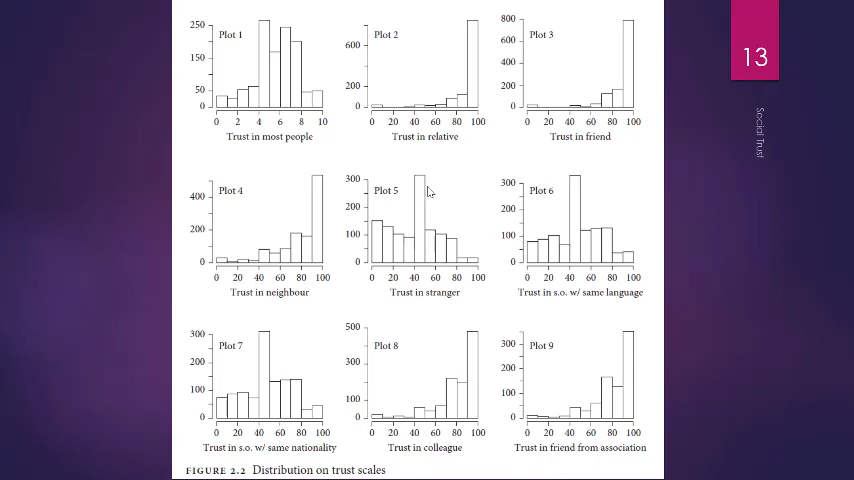 13
Social Trust
Plot 1
250
150
50
0
0 2 4 6 8 10
Trust in most people
Plot 2
600
200
0
0 20 40 60 80 100
Trust in relative
Plot 3
800
600
400
200
0
0 20 40 60 80 100
Trust in friend
Plot 4
400
200
0
0 20 40 60 80 100
Trust in neighbour
Plot 5
300
200
100
0
0 20 40 60 80 100
Trust in stranger
Plot 6
300
200
100
0
0 20 40 60 80 100
Trust in s.o. w/ same language
Plot 7
300
200
100
0
0 20 40 60 80 100
Trust in s.o. w/ same nationality
Plot 8
500
300
100
0
0 20 40 60 80 100
Trust in colleague
Plot 9
300
200
100
0
0 20 40 60 80 100
Trust in friend from association
FIGURE 2.2 Distribution on trust scales